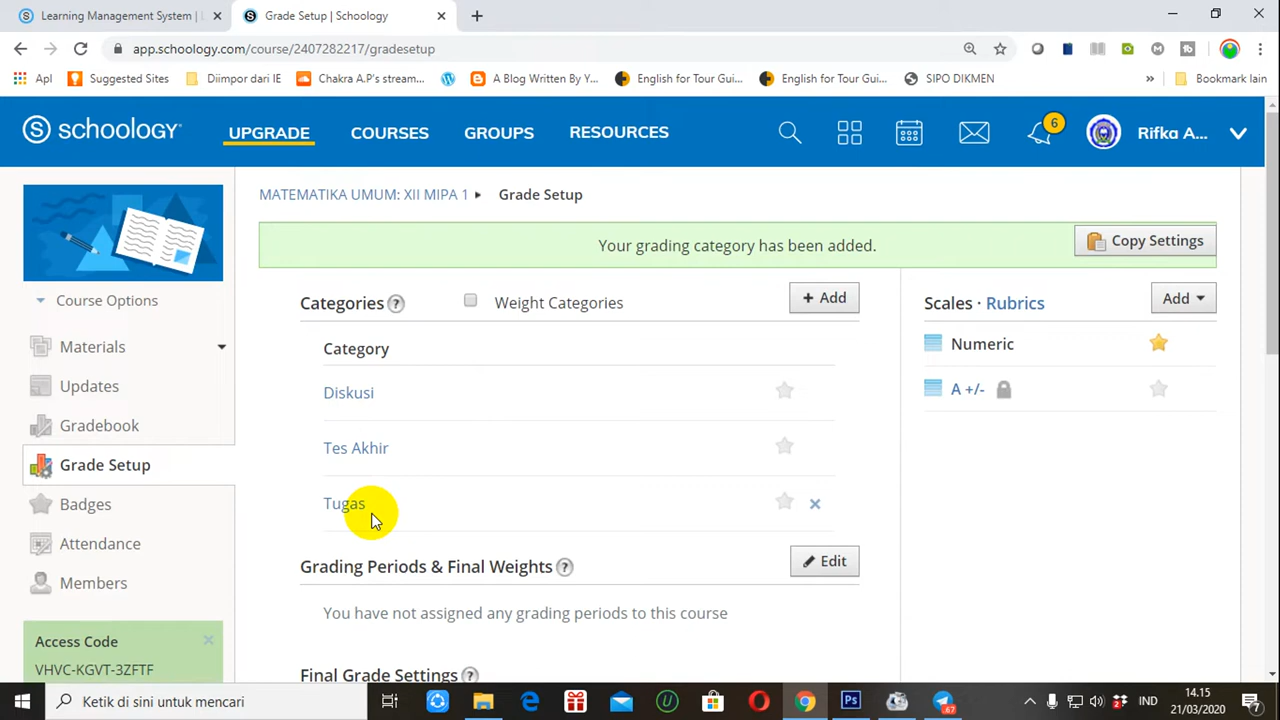 Learning Management System | L
Grade Setup | Schoology
app.schoology.com/course/2407282217/gradesetup
Apl
Suggested Sites
Diimpor dari IE
Chakra A.P's stream...
A Blog Written By Y...
English for Tour Gui...
English for Tour Gui...
SIPO DIKMEN
Bookmark lain
schoology
UPGRADE
COURSES
GROUPS
RESOURCES
6
Rifka A...
MATEMATIKA UMUM: XII MIPA 1
Grade Setup
Your grading category has been added.
Copy Settings
Course Options
Materials
Updates
Gradebook
Grade Setup
Badges
Attendance
Members
Access Code
VHVC-KGVT-3ZFTF
Categories ?
Weight Categories
+ Add
Category
Diskusi
Tes Akhir
Tugas
Grading Periods & Final Weights ?
Edit
You have not assigned any grading periods to this course
Final Grade Settings ?
Scales · Rubrics
Add
Numeric
A +/-
Ketik di sini untuk mencari
Ps
67
IND
14.15
21/03/2020
7